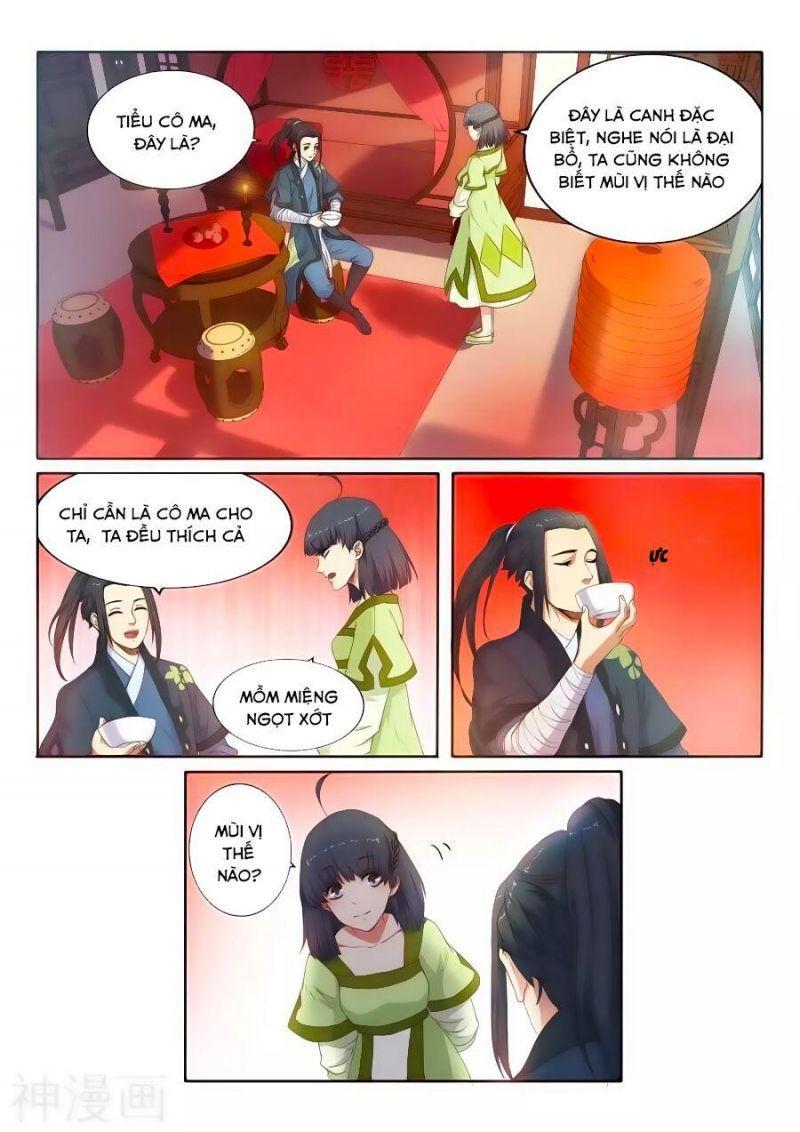 TIỂU CÔ MA,
ĐÂY LÀ?
ĐÂY LÀ CANH ĐẶC
BIỆT, NGHE NÓI LÀ ĐẠI
BỔ, TA CŨNG KHÔNG
BIẾT MÙI VỊ THẾ NÀO
CHỈ CẦN LÀ CÔ MA CHO
TA, TA ĐỀU THÍCH CẢ
MỒM MIỆNG
NGỌT XỚT
ỰC
MÙI VỊ
THẾ
NÀO?
神漫画